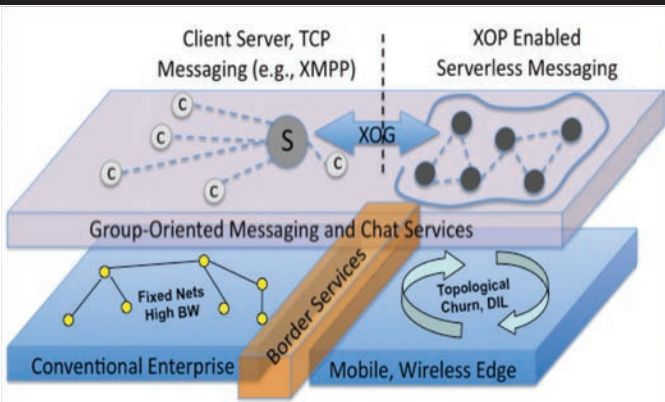 Client Server, TCP
Messaging (e.g., XMPP)
XOP Enabled
Serverless Messaging
C
C
C
C
C
S
XOG
Group-Oriented Messaging and Chat Services
Fixed Nets
High BW
Border Services
Topological
Churn, DIL
Conventional Enterprise
Mobile, Wireless Edge